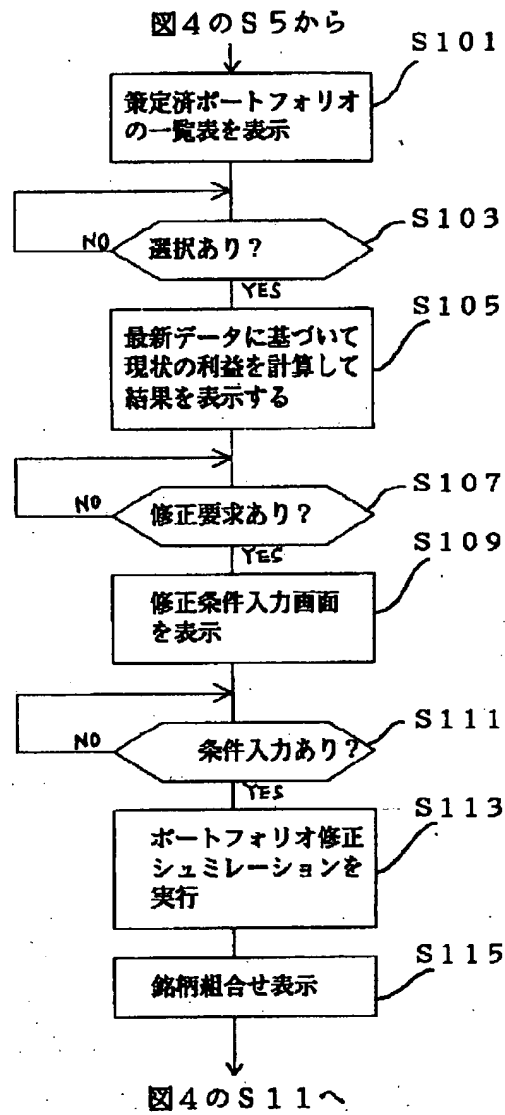 図4のS5から
S101
策定済ポートフォリオ
の一覧表を表示
S103
NO
選択あり?
YES
S105
最新データに基づいて
現状の利益を計算して
結果を表示する
S107
NO
修正要求あり?
YES
S109
修正条件入力画面
を表示
S111
NO
条件入力あり?
YES
S113
ポートフォリオ修正
シュミレーションを
実行
S115
銘柄組合せ表示
図4のS11へ